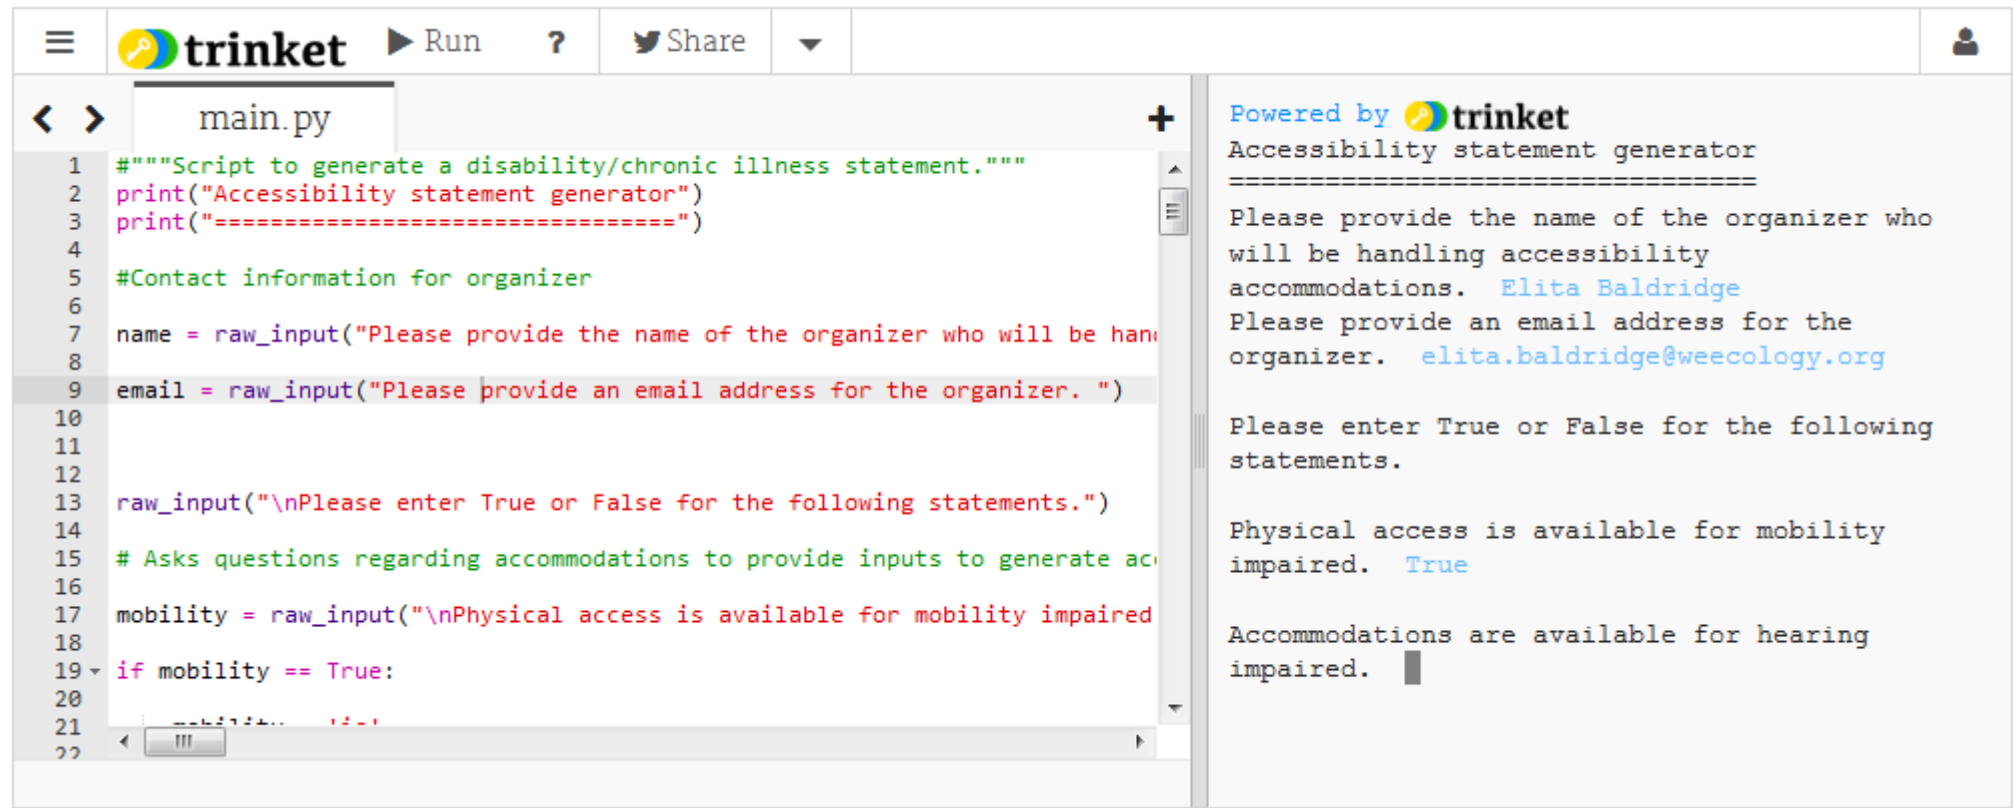 trinket Run ? Share
main.py
1 #"""Script to generate a disability/chronic illness statement."""
2 print("Accessibility statement generator")
3 print("=================================")
4
5 #Contact information for organizer
6
7 name = raw_input("Please provide the name of the organizer who will be hand
8
9 email = raw_input("Please provide an email address for the organizer. ")
10
11
12
13 raw_input("\nPlease enter True or False for the following statements.")
14
15 # Asks questions regarding accommodations to provide inputs to generate acc
16
17 mobility = raw_input("\nPhysical access is available for mobility impaired
18
19 if mobility == True:
20
21 mobility = 'is'
22
Powered by trinket
Accessibility statement generator
=================================
Please provide the name of the organizer who
will be handling accessibility
accommodations. Elita Baldridge
Please provide an email address for the
organizer. elita.baldridge@weecology.org
Please enter True or False for the following
statements.
Physical access is available for mobility
impaired. True
Accommodations are available for hearing
impaired.